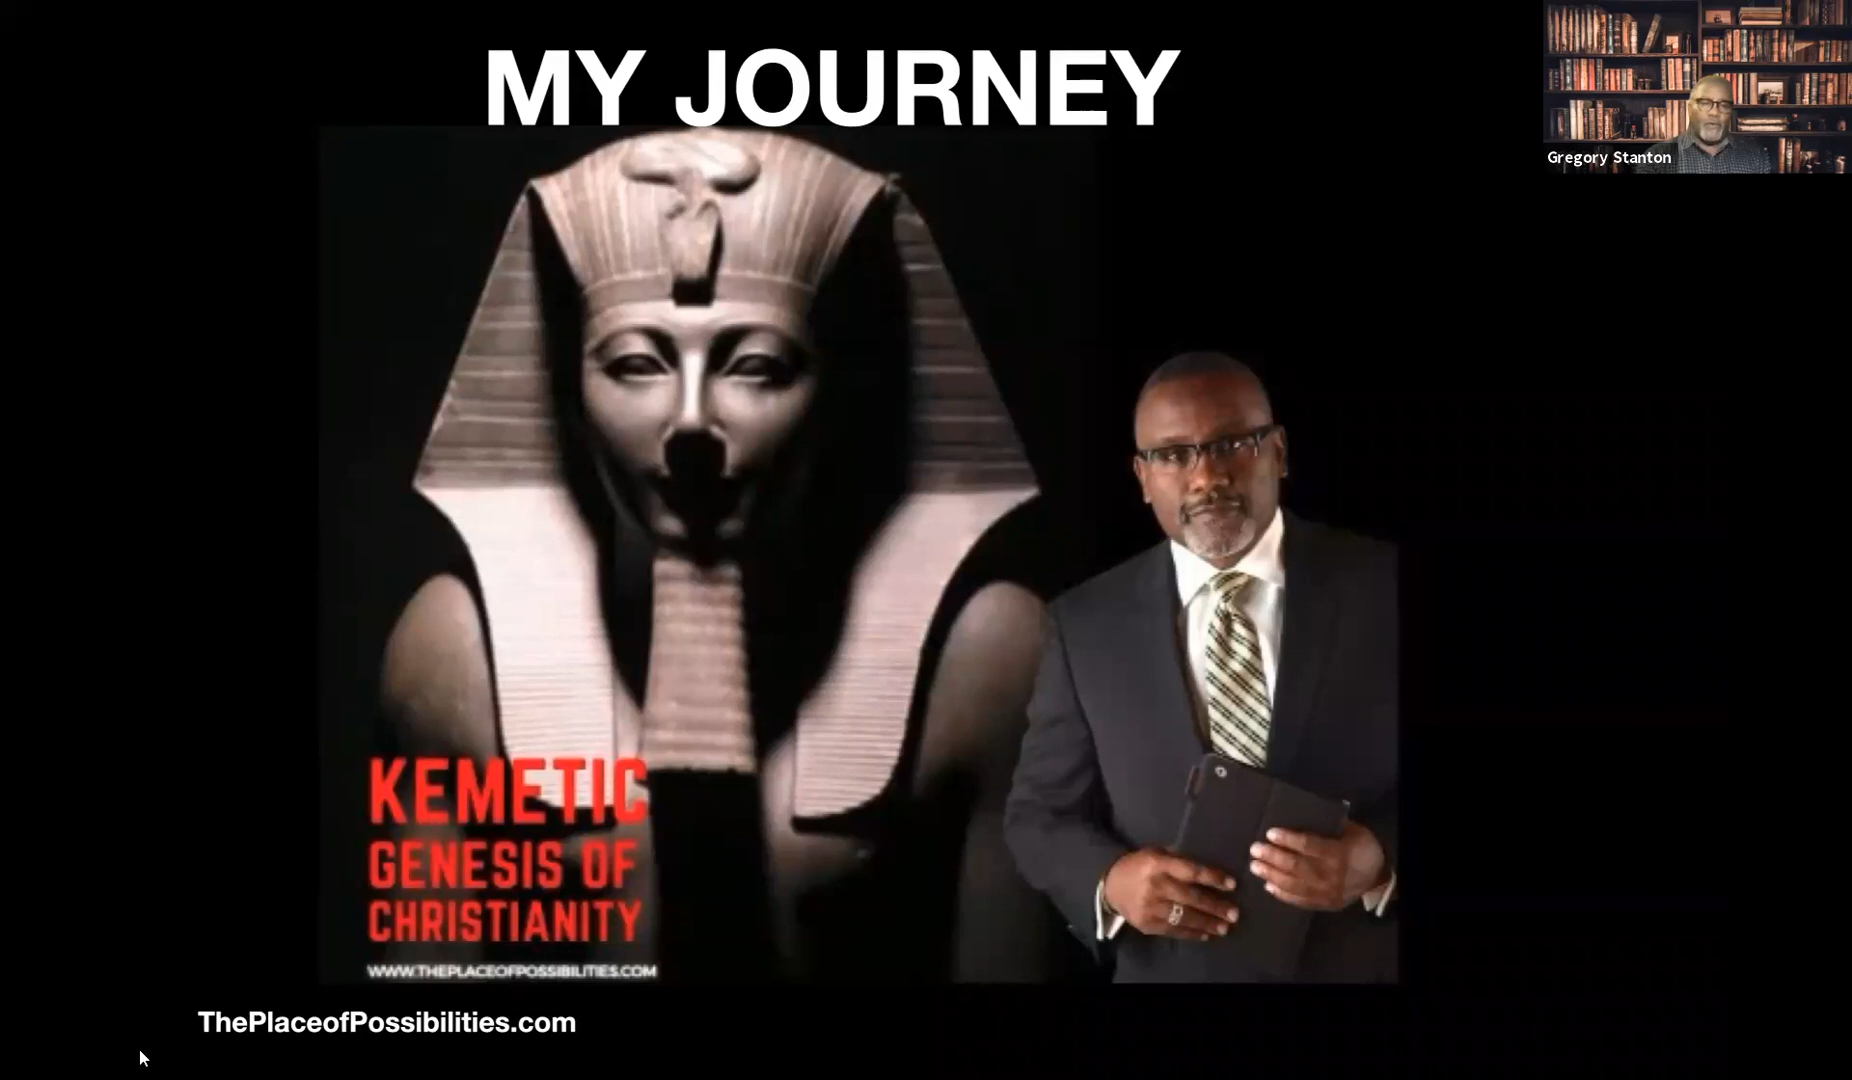 MY JOURNEY
Gregory Stanton
KEMETIC
GENESIS OF
CHRISTIANITY
WWW.THEPLACEOFPOSSIBILITIES.COM
ThePlaceofPossibilities.com